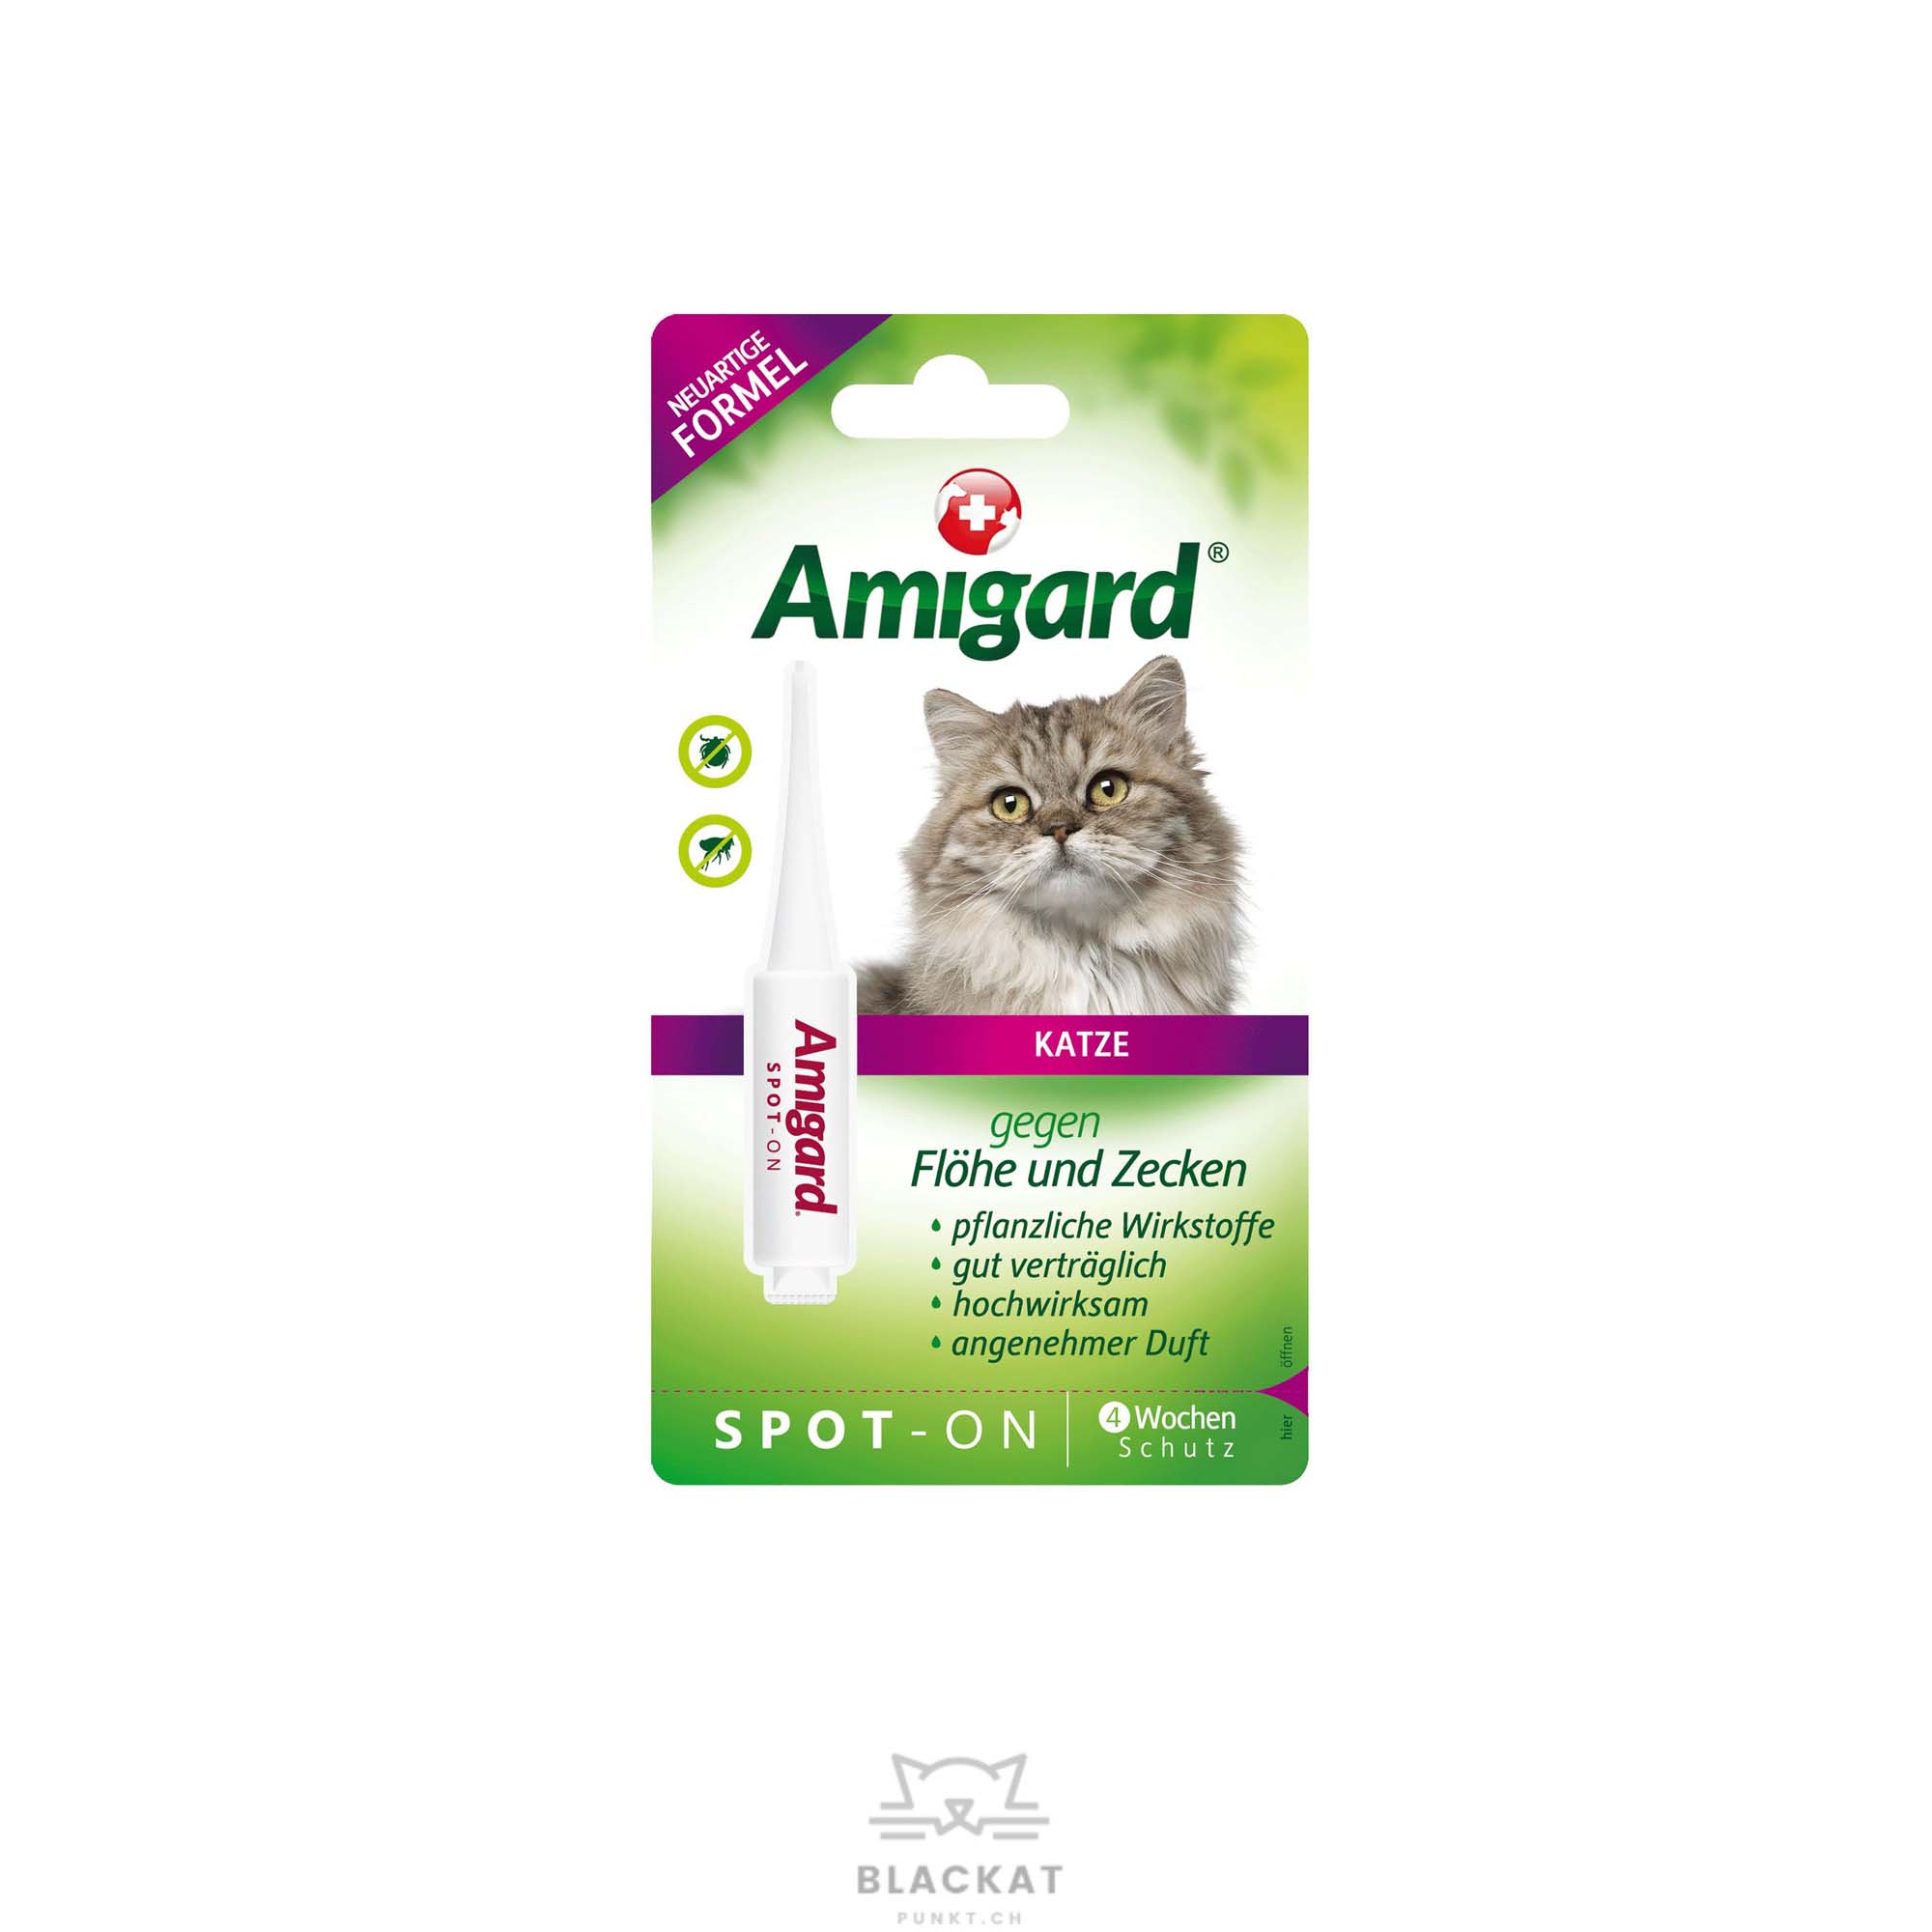 NEUARTIGE
FORMEL
Amigard®
KATZE
Amigard®
SPOT-ON
gegen
Flöhe und Zecken
pflanzliche Wirkstoffe
gut verträglich
hochwirksam
angenehmer Duft
hier öffnen
SPOT-ON
4 Wochen
Schutz
BLACKAT
PUNKT.CH